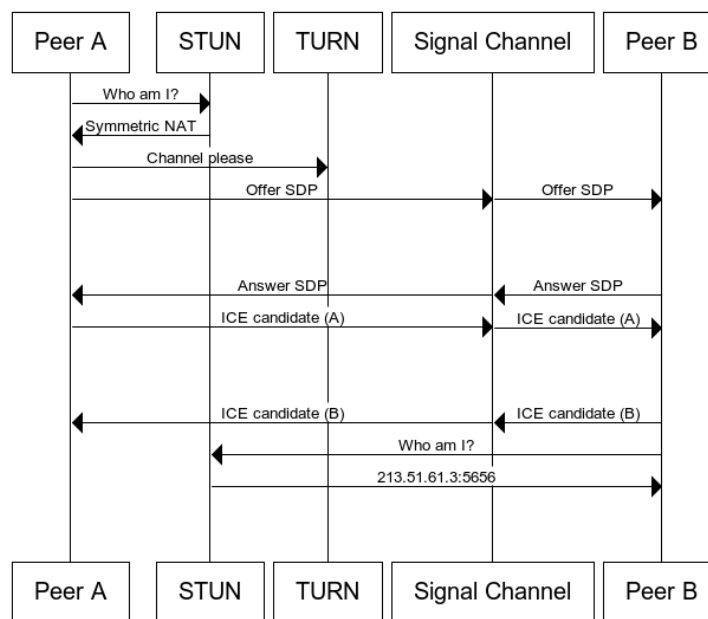 Peer A STUN TURN Signal Channel Peer B
Who am I?
Symmetric NAT
Channel please
Offer SDP Offer SDP
Answer SDP Answer SDP
ICE candidate (A) ICE candidate (A)
ICE candidate (B) ICE candidate (B)
Who am I?
213.51.61.3:5656
Peer A STUN TURN Signal Channel Peer B